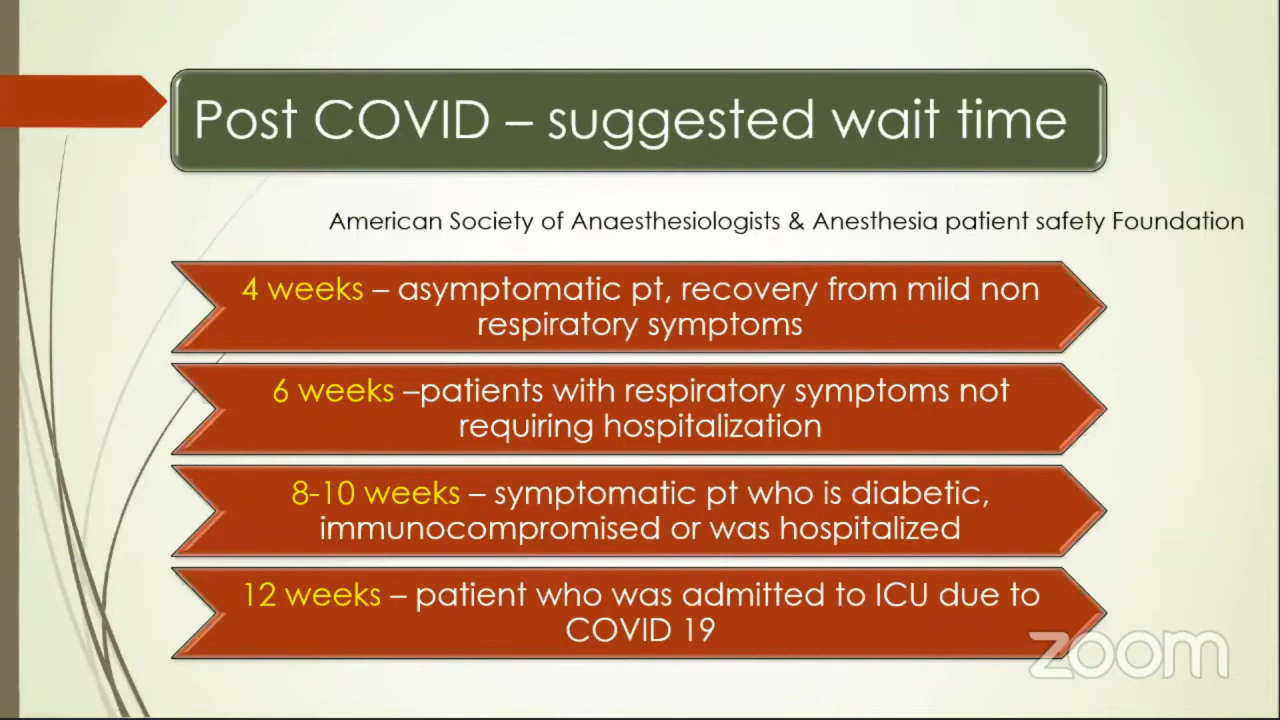 Post COVID – suggested wait time
American Society of Anaesthesiologists & Anesthesia patient safety Foundation
4 weeks – asymptomatic pt, recovery from mild non
respiratory symptoms
6 weeks –patients with respiratory symptoms not
requiring hospitalization
8-10 weeks – symptomatic pt who is diabetic,
immunocompromised or was hospitalized
12 weeks – patient who was admitted to ICU due to
COVID 19
zoom